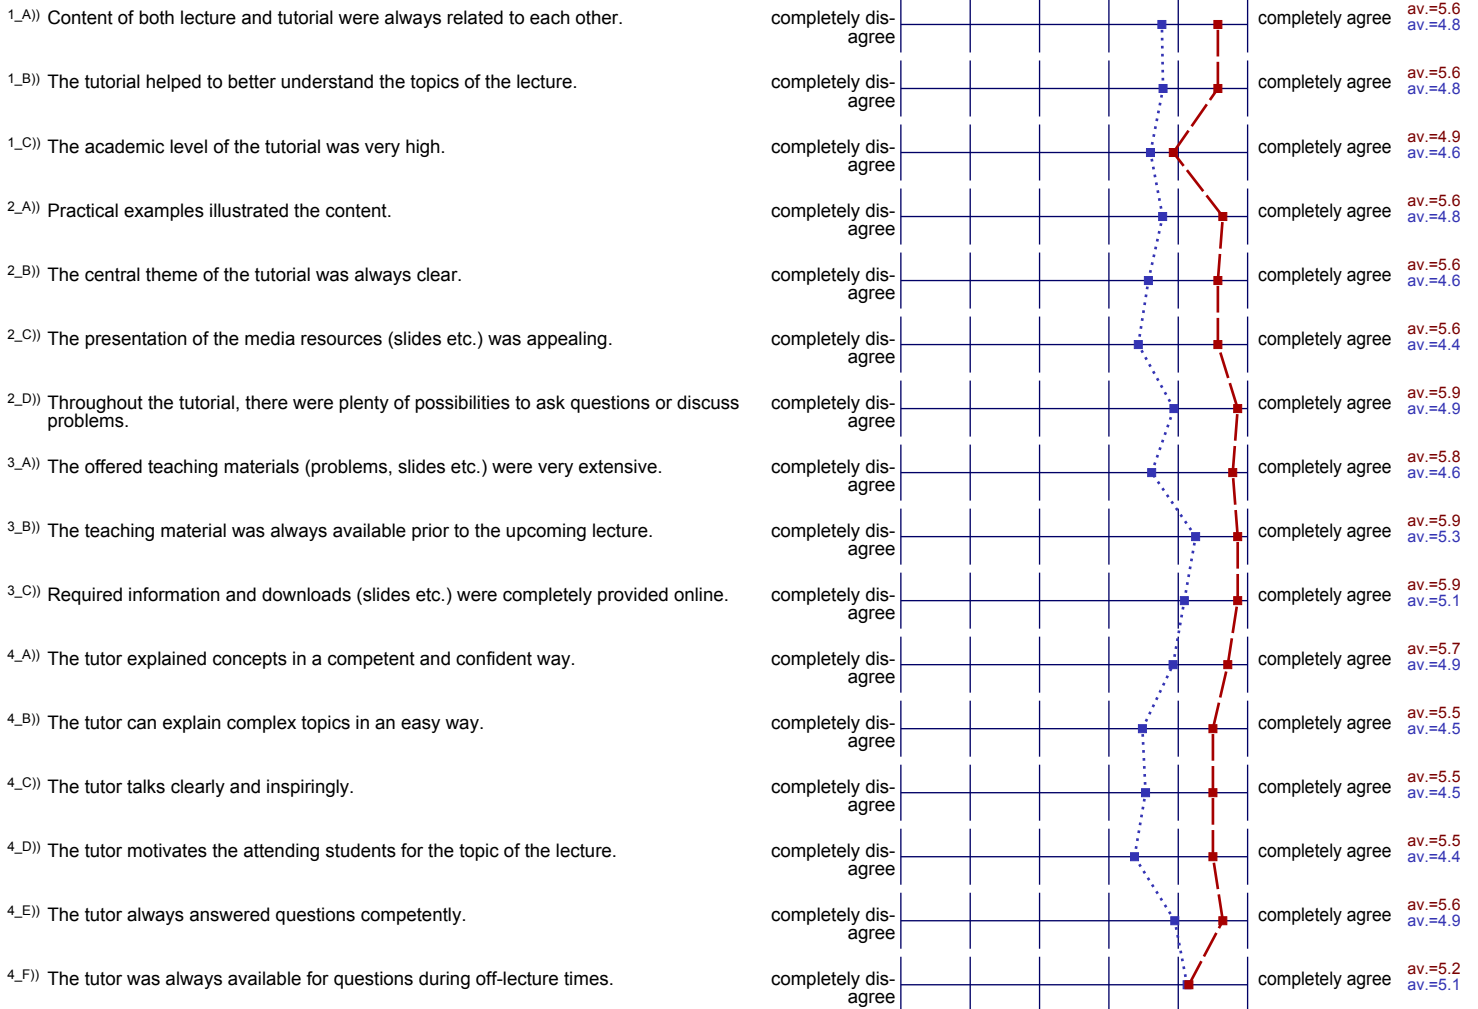 1_A)) Content of both lecture and tutorial were always related to each other. completely dis- completely agree av.=5.6
agree av.=4.8
1_B)) The tutorial helped to better understand the topics of the lecture. completely dis- completely agree av.=5.6
agree av.=4.8
1_C)) The academic level of the tutorial was very high. completely dis- completely agree av.=4.9
agree av.=4.6
2_A)) Practical examples illustrated the content. completely dis- completely agree av.=5.6
agree av.=4.8
2_B)) The central theme of the tutorial was always clear. completely dis- completely agree av.=5.6
agree av.=4.6
2_C)) The presentation of the media resources (slides etc.) was appealing. completely dis- completely agree av.=5.6
agree av.=4.4
2_D)) Throughout the tutorial, there were plenty of possibilities to ask questions or discuss completely dis- completely agree av.=5.9
problems. agree av.=4.9
3_A)) The offered teaching materials (problems, slides etc.) were very extensive. completely dis- completely agree av.=5.8
agree av.=4.6
3_B)) The teaching material was always available prior to the upcoming lecture. completely dis- completely agree av.=5.9
agree av.=5.3
3_C)) Required information and downloads (slides etc.) were completely provided online. completely dis- completely agree av.=5.9
agree av.=5.1
4_A)) The tutor explained concepts in a competent and confident way. completely dis- completely agree av.=5.7
agree av.=4.9
4_B)) The tutor can explain complex topics in an easy way. completely dis- completely agree av.=5.5
agree av.=4.5
4_C)) The tutor talks clearly and inspiringly. completely dis- completely agree av.=5.5
agree av.=4.5
4_D)) The tutor motivates the attending students for the topic of the lecture. completely dis- completely agree av.=5.5
agree av.=4.4
4_E)) The tutor always answered questions competently. completely dis- completely agree av.=5.6
agree av.=4.9
4_F)) The tutor was always available for questions during off-lecture times. completely dis- completely agree av.=5.2
agree av.=5.1